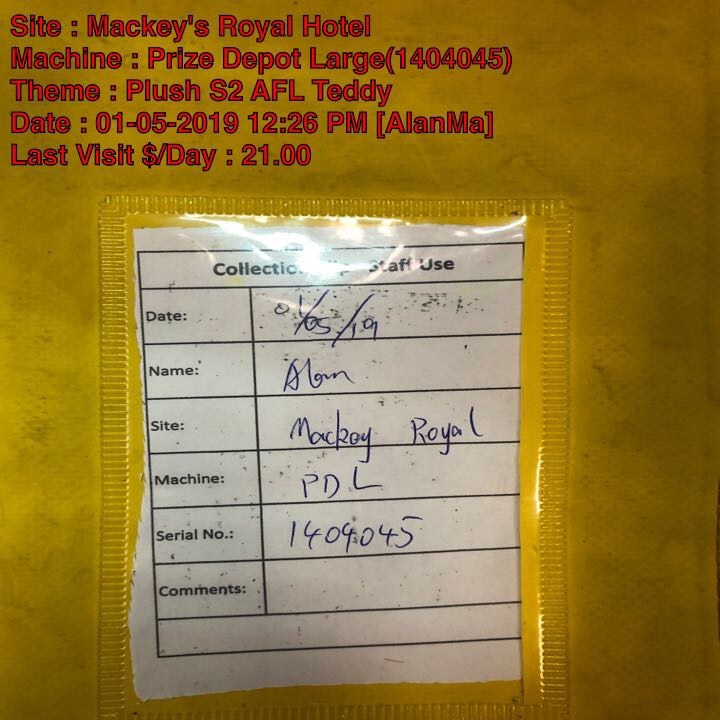 Site : Mackey's Royal Hotel
Machine : Prize Depot Large(1404045)
Theme : Plush S2 AFL Teddy
Date : 01-05-2019 12:26 PM [AlanMa]
Last Visit $/Day : 21.00
Staff Use
Date: 01/05/19
Name: Alan
Site: Mackey Royal
Machine: PDL
Serial No.: 1404045
Comments: